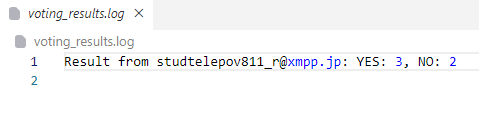 voting_results.log ×
voting_results.log
1 Result from studtelepov811_r@xmpp.jp: YES: 3, NO: 2
2